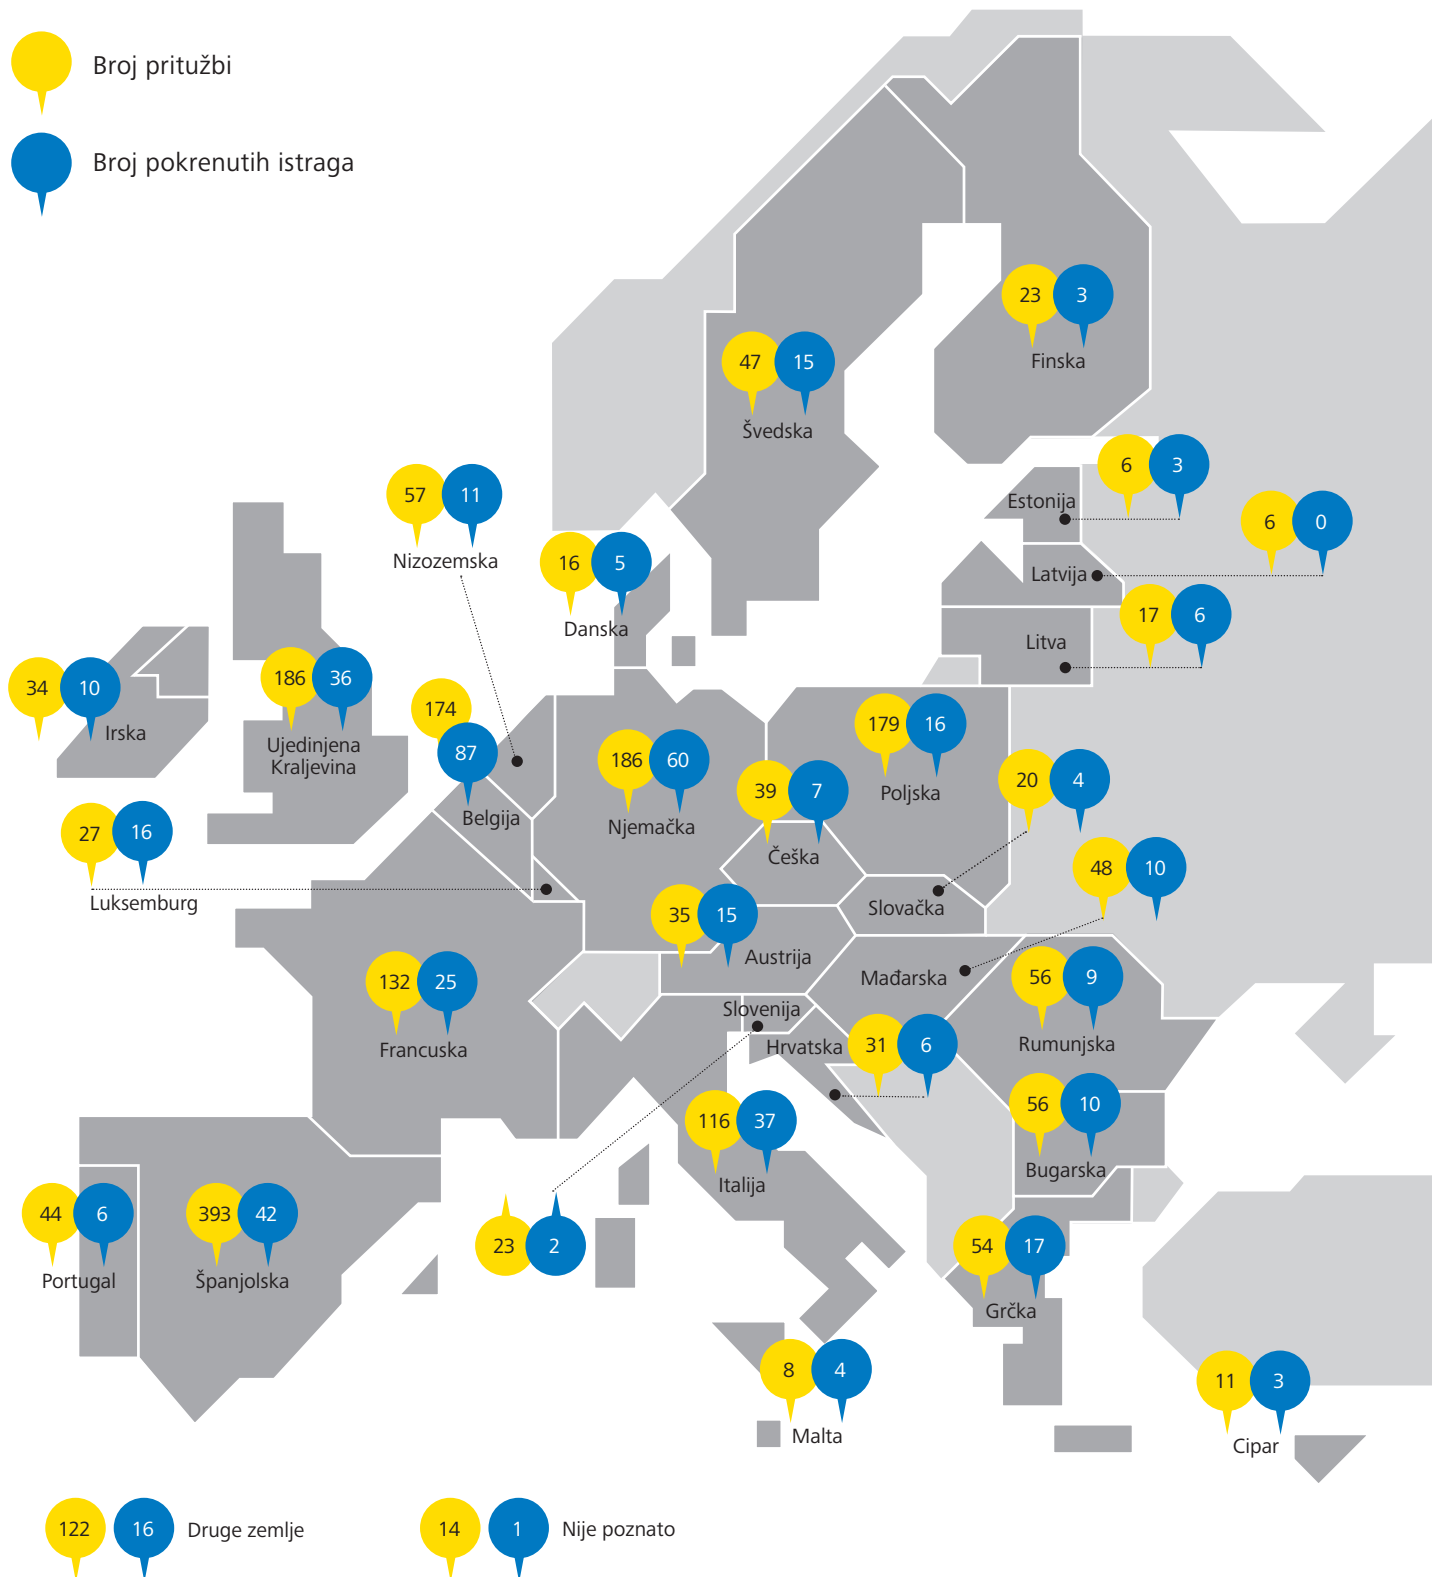 Broj pritužbi
Broj pokrenutih istraga
23 3
Finska
47 15
Švedska
6 3
Estonija
6 0
Latvija
17 6
Litva
57 11
Nizozemska
16 5
Danska
34 10
Irska
186 36
Ujedinjena
Kraljevina
174
87
Belgija
186 60
Njemačka
179 16
Poljska
39 7
Češka
20 4
Slovačka
27 16
Luksemburg
48 10
Mađarska
35 15
Austrija
132 25
Francuska
56 9
Rumunjska
Slovenija
Hrvatska
31 6
56 10
Bugarska
116 37
Italija
44 6
Portugal
393 42
Španjolska
23 2
54 17
Grčka
8 4
Malta
11 3
Cipar
122 16 Druge zemlje
14 1 Nije poznato